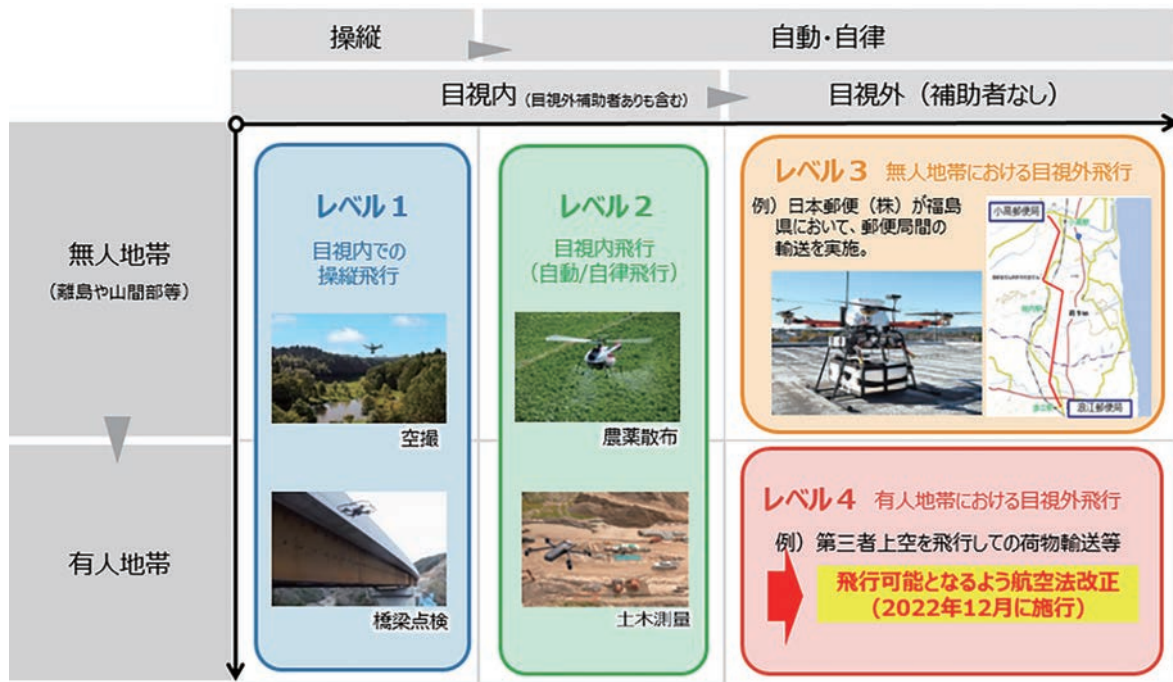 操縦
自動・自律
目視内 (目視外補助者ありも含む)
目視外（補助者なし）
無人地帯
（離島や山間部等）
有人地帯
レベル1
目視内での
操縦飛行
空撮
橋梁点検
レベル2
目視内飛行
（自動/自律飛行）
農薬散布
土木測量
レベル3 無人地帯における目視外飛行
例）日本郵便（株）が福島
県において、郵便局間の
輸送を実施。
小高郵便局
浪江郵便局
レベル4 有人地帯における目視外飛行
例）第三者上空を飛行しての荷物輸送等
飛行可能となるよう航空法改正
（2022年12月に施行）